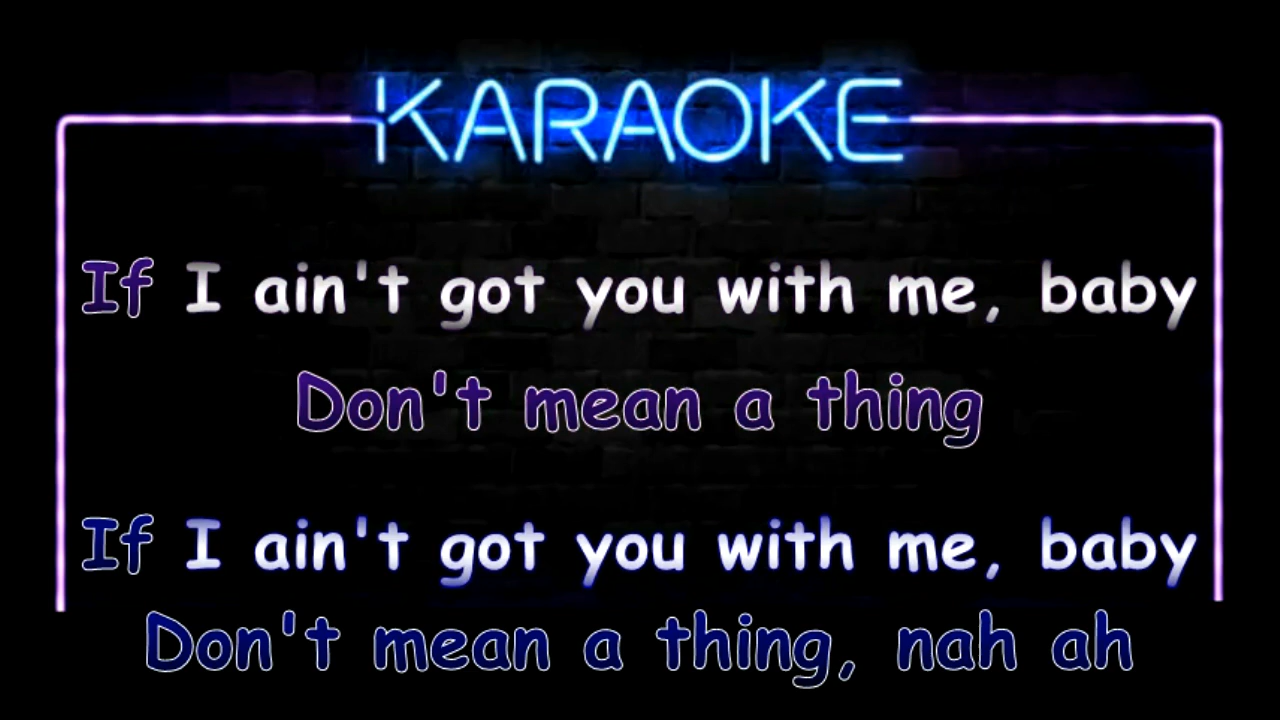 KARAOKE
If I ain't got you with me, baby
Don't mean a thing
If I ain't got you with me, baby
Don't mean a thing, nah ah